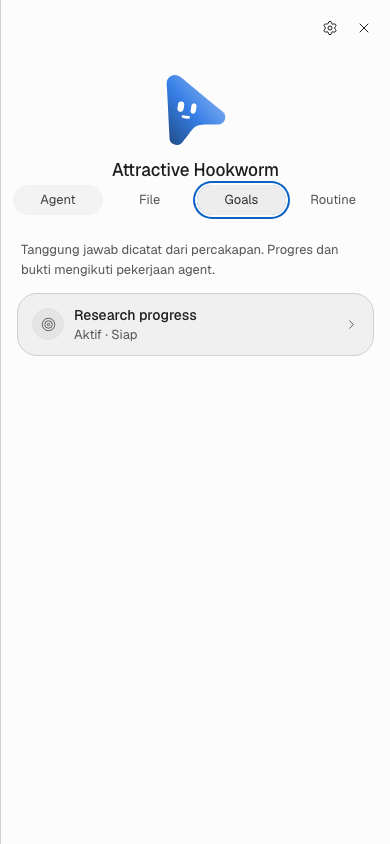 Attractive Hookworm
Agent
File
Goals
Routine
Tanggung jawab dicatat dari percakapan. Progres dan
bukti mengikuti pekerjaan agent.
Research progress
Aktif · Siap